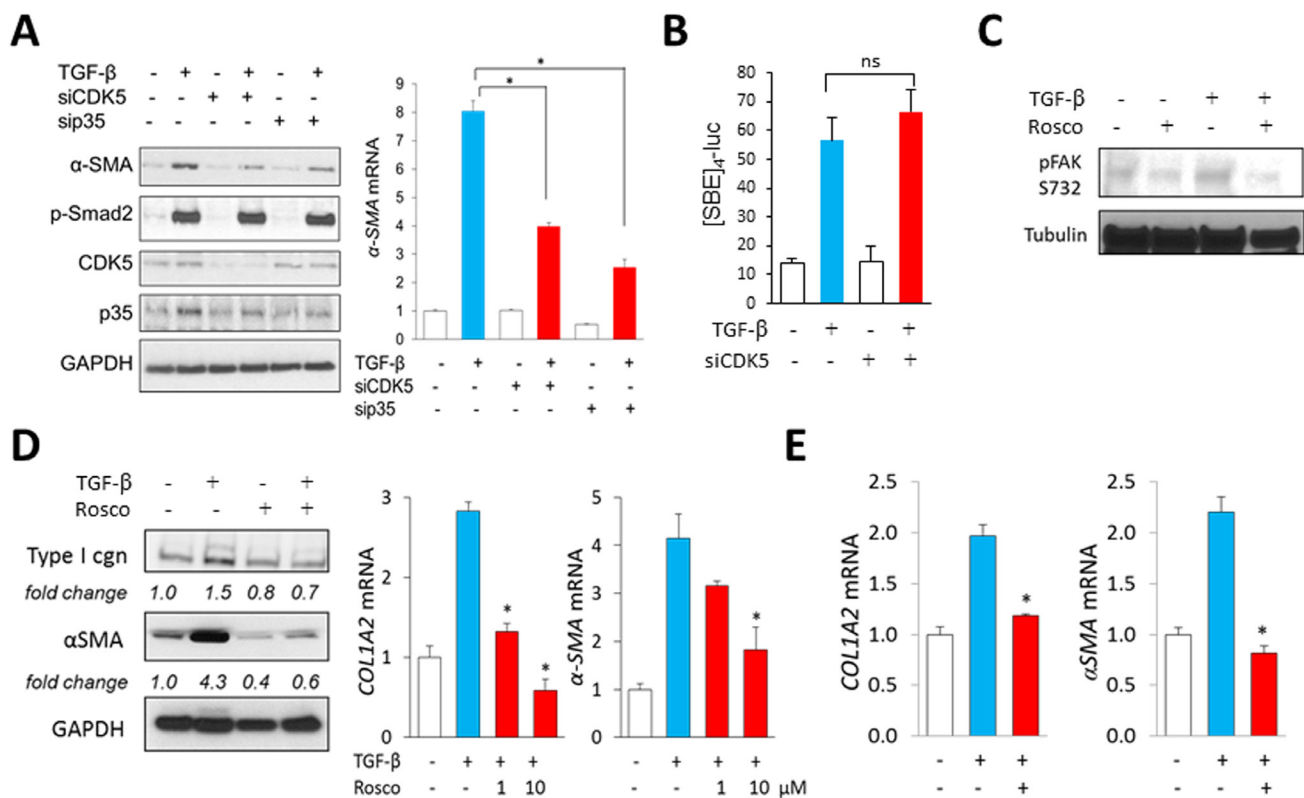 A
TGF-β - + - + - +
siCDK5 - - + + - -
sip35 - - - - + +
α-SMA
p-Smad2
CDK5
p35
GAPDH
α-SMA mRNA
9
8
7
6
5
4
3
2
1
0
*
*
TGF-β - + - + - +
siCDK5 - - + + - -
sip35 - - - - + +
B
[SBE]4-luc
80
70
60
50
40
30
20
10
0
ns
TGF-β - + - +
siCDK5 - - + +
C
TGF-β - - + +
Rosco - + - +
pFAK
S732
Tubulin
D
TGF-β - + - +
Rosco - - + +
Type I cgn
fold change 1.0 1.5 0.8 0.7
αSMA
fold change 1.0 4.3 0.4 0.6
GAPDH
COL1A2 mRNA
3
2
1
0
*
*
TGF-β - + + +
Rosco - - 1 10
α-SMA mRNA
5
4
3
2
1
0
*
- + + +
- - 1 10 μM
E
COL1A2 mRNA
2.5
2.0
1.5
1.0
0.5
0.0
*
- + +
- - +
αSMA mRNA
2.5
2.0
1.5
1.0
0.5
0.0
*
- + +
- - +